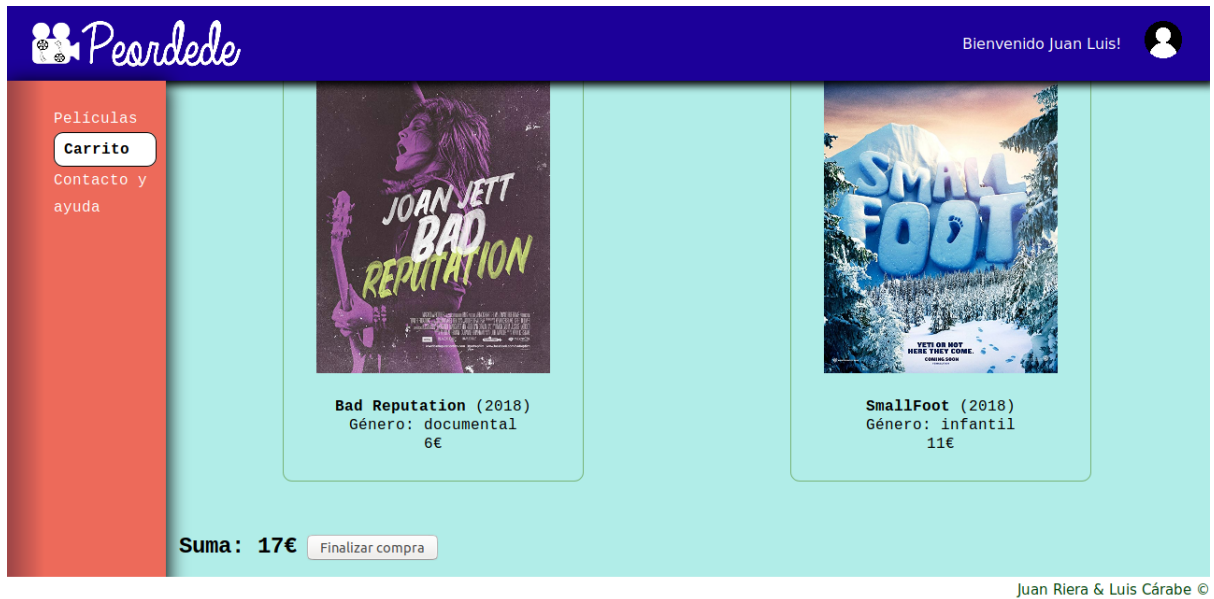 Peordede
Bienvenido Juan Luis!
Películas
Carrito
Contacto y
ayuda
JOAN JETT
BAD
REPUTATION
SMALL
FOOT
YETI OR NOT
HERE THEY COME.
COMING SOON
Bad Reputation (2018)
Género: documental
6€
SmallFoot (2018)
Género: infantil
11€
Suma: 17€ Finalizar compra
Juan Riera & Luis Cárabe ©